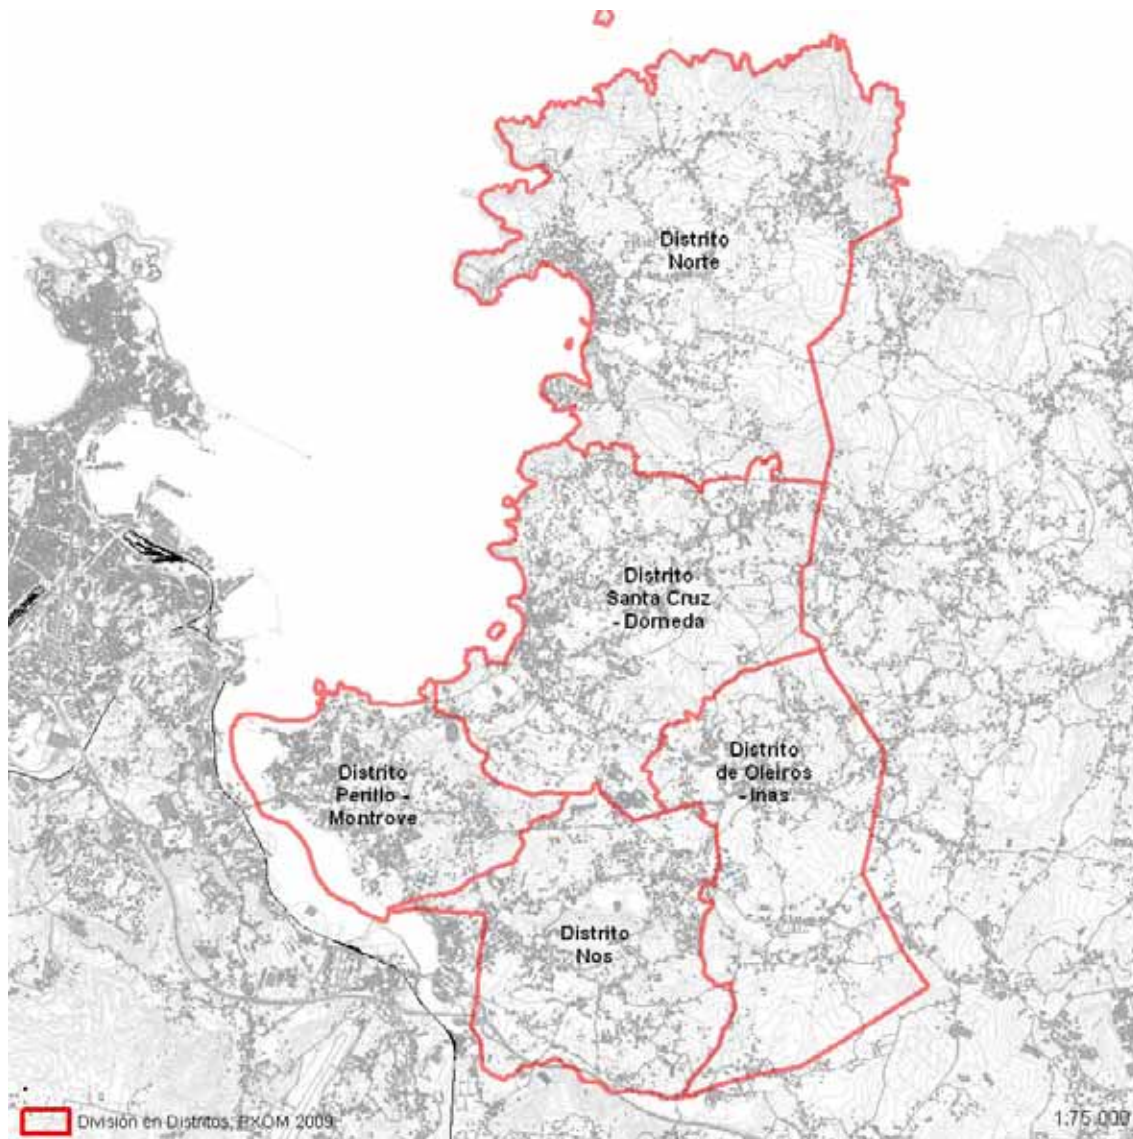 Distrito
Norte
Distrito
Santa Cruz
- Dorneda
Distrito
de Oleiros
- Iñás
Distrito
Perillo -
Montrove
Distrito
Nos
División en Distritos, PXOM 2009
1:75.000